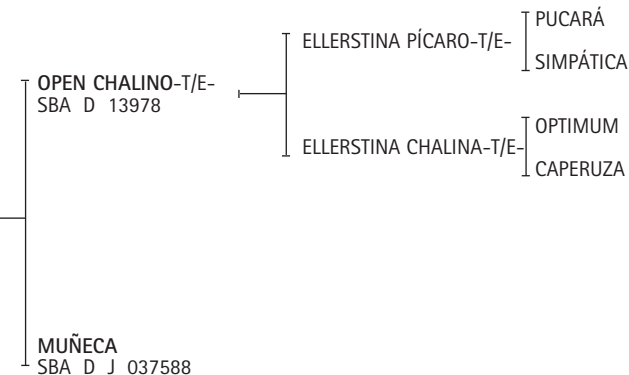 PUCARÁ
ELLERSTINA PÍCARO-T/E-
SIMPÁTICA
OPEN CHALINO-T/E-
SBA D 13978
OPTIMUM
ELLERSTINA CHALINA-T/E-
CAPERUZA
MUÑECA
SBA D J 037588